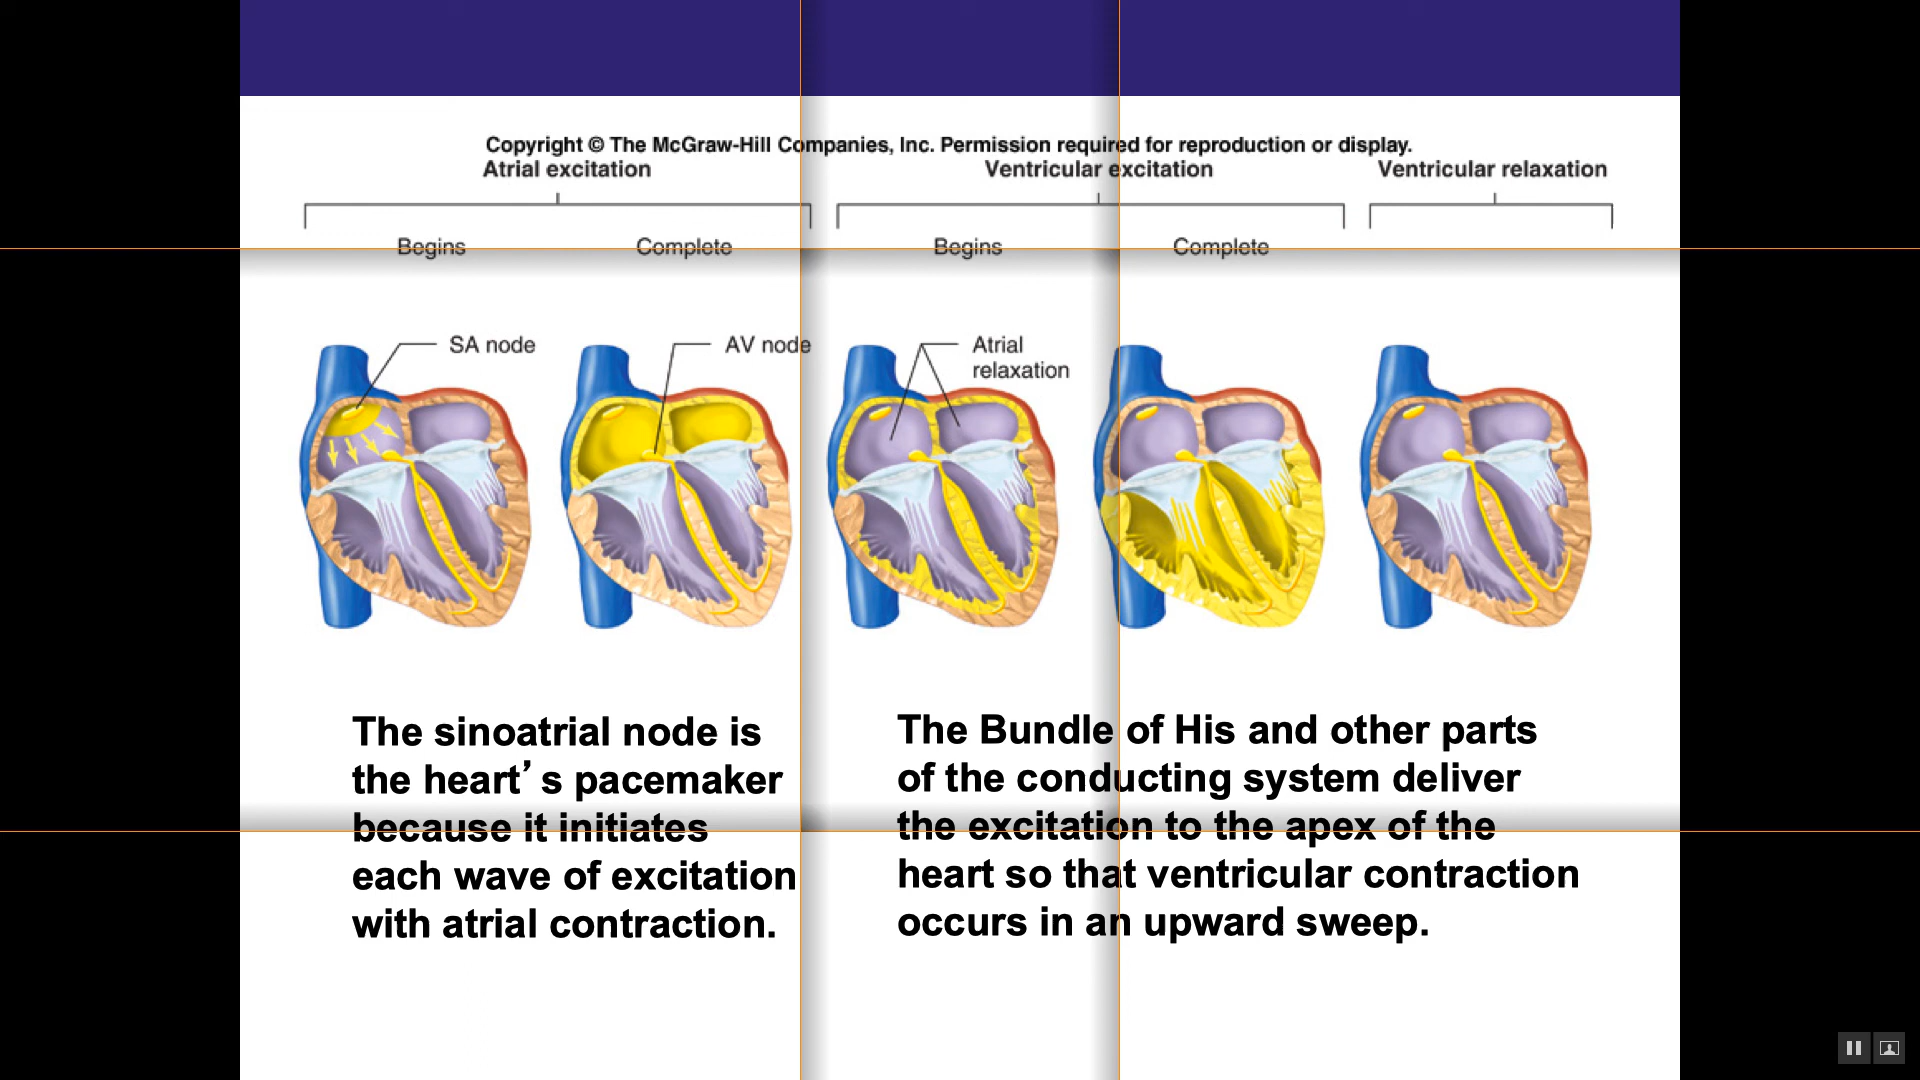 Copyright © The McGraw-Hill Companies, Inc. Permission required for reproduction or display.
Atrial excitation
Ventricular excitation
Ventricular relaxation
Begins
Complete
Begins
Complete
SA node
AV node
Atrial
relaxation
The sinoatrial node is
the heart’s pacemaker
because it initiates
each wave of excitation
with atrial contraction.
The Bundle of His and other parts
of the conducting system deliver
the excitation to the apex of the
heart so that ventricular contraction
occurs in an upward sweep.